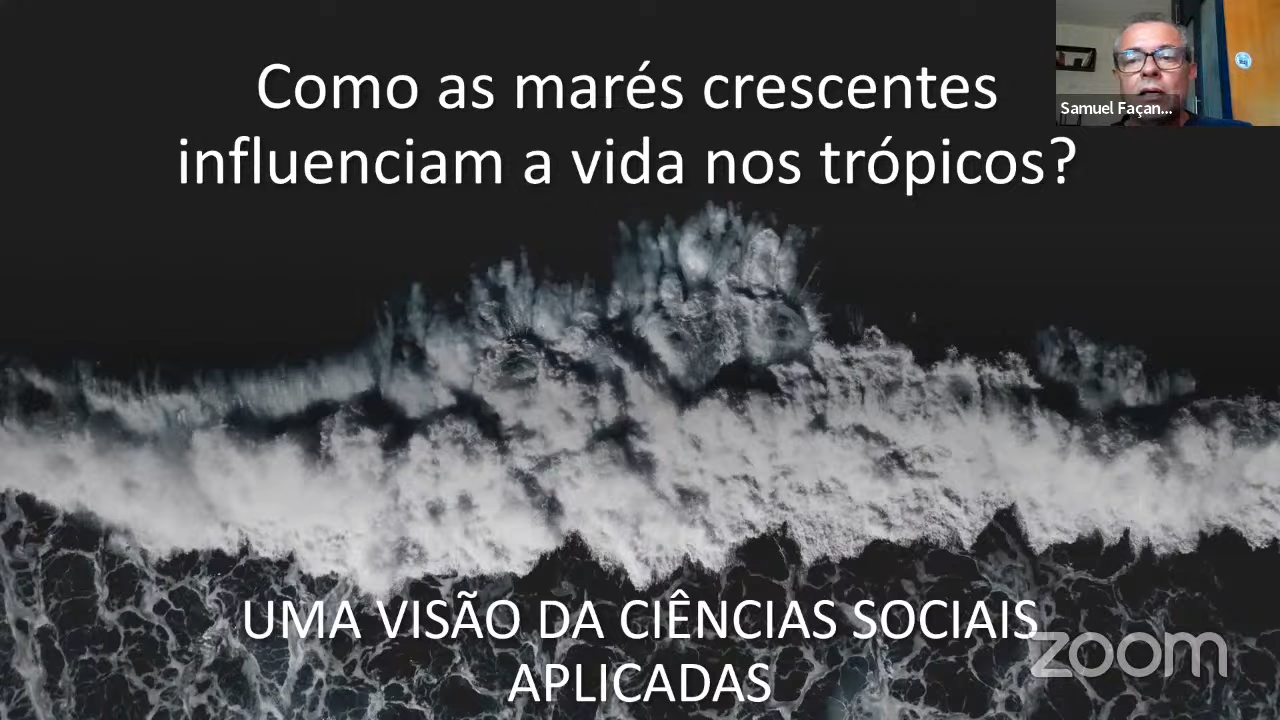 Como as marés crescentes
influenciam a vida nos trópicos?
Samuel Façan...
UMA VISÃO DA CIÊNCIAS SOCIAIS
APLICADAS
zoom